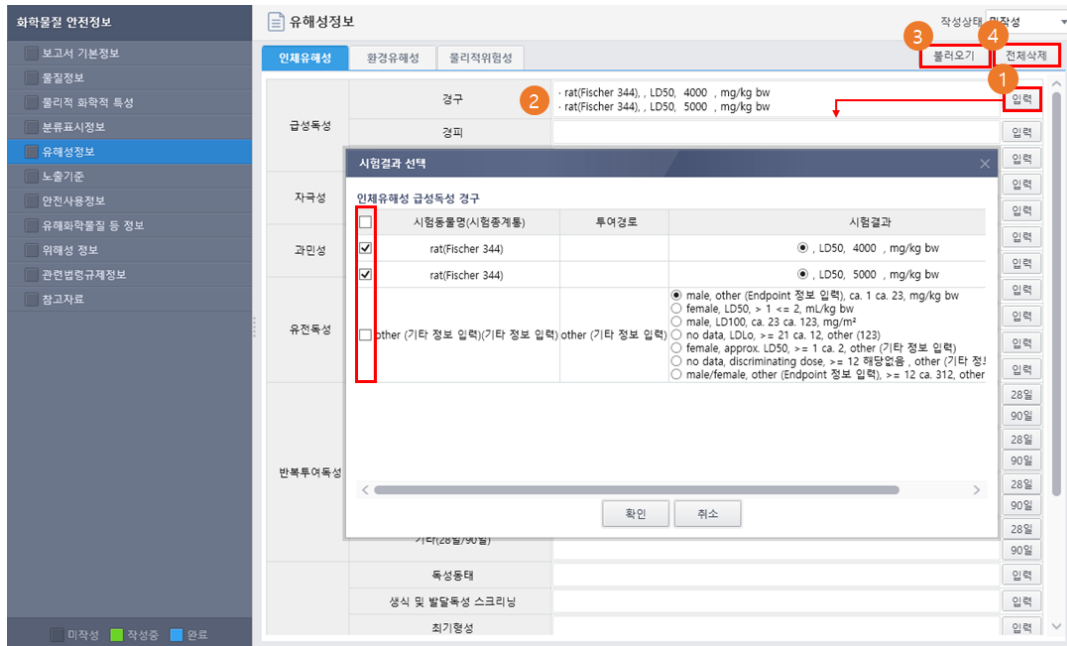 화학물질 안전정보
보고서 기본정보
물질정보
물리적 화학적 특성
분류표시정보
유해성정보
노출기준
안전사용정보
유해화학물질 등 정보
위해성 정보
관련법령규제정보
참고자료
미작성 작성중 완료
유해성정보
작성상태 미작성
3 4
인체유해성 환경유해성 물리적위험성 불러오기 전체삭제
1
급성독성 경구 2 - rat(Fischer 344), , LD50, 4000 , mg/kg bw 입력
- rat(Fischer 344), , LD50, 5000 , mg/kg bw
경피 입력
입력
자극성 입력
입력
과민성 입력
입력
유전독성 입력
입력
입력
입력
반복투여독성 28일
90일
28일
90일
28일
90일
기타(28일/90일) 28일
90일
독성동태 입력
생식 및 발달독성 스크리닝 입력
최기형성 입력
시험결과 선택
인체유해성 급성독성 경구
시험동물명(시험종계통) 투여경로 시험결과
rat(Fischer 344) , LD50, 4000 , mg/kg bw
rat(Fischer 344) , LD50, 5000 , mg/kg bw
other (기타 정보 입력)(기타 정보 입력) other (기타 정보 입력)
male, other (Endpoint 정보 입력), ca. 1 ca. 23, mg/kg bw
female, LD50, > 1 <= 2, mL/kg bw
male, LD100, ca. 23 ca. 123, mg/m²
no data, LDLo, >= 21 ca. 12, other (123)
female, approx. LD50, >= 1 ca. 2, other (기타 정보 입력)
no data, discriminating dose, >= 12 해당없음 , other (기타 정
male/female, other (Endpoint 정보 입력), >= 12 ca. 312, other
확인 취소